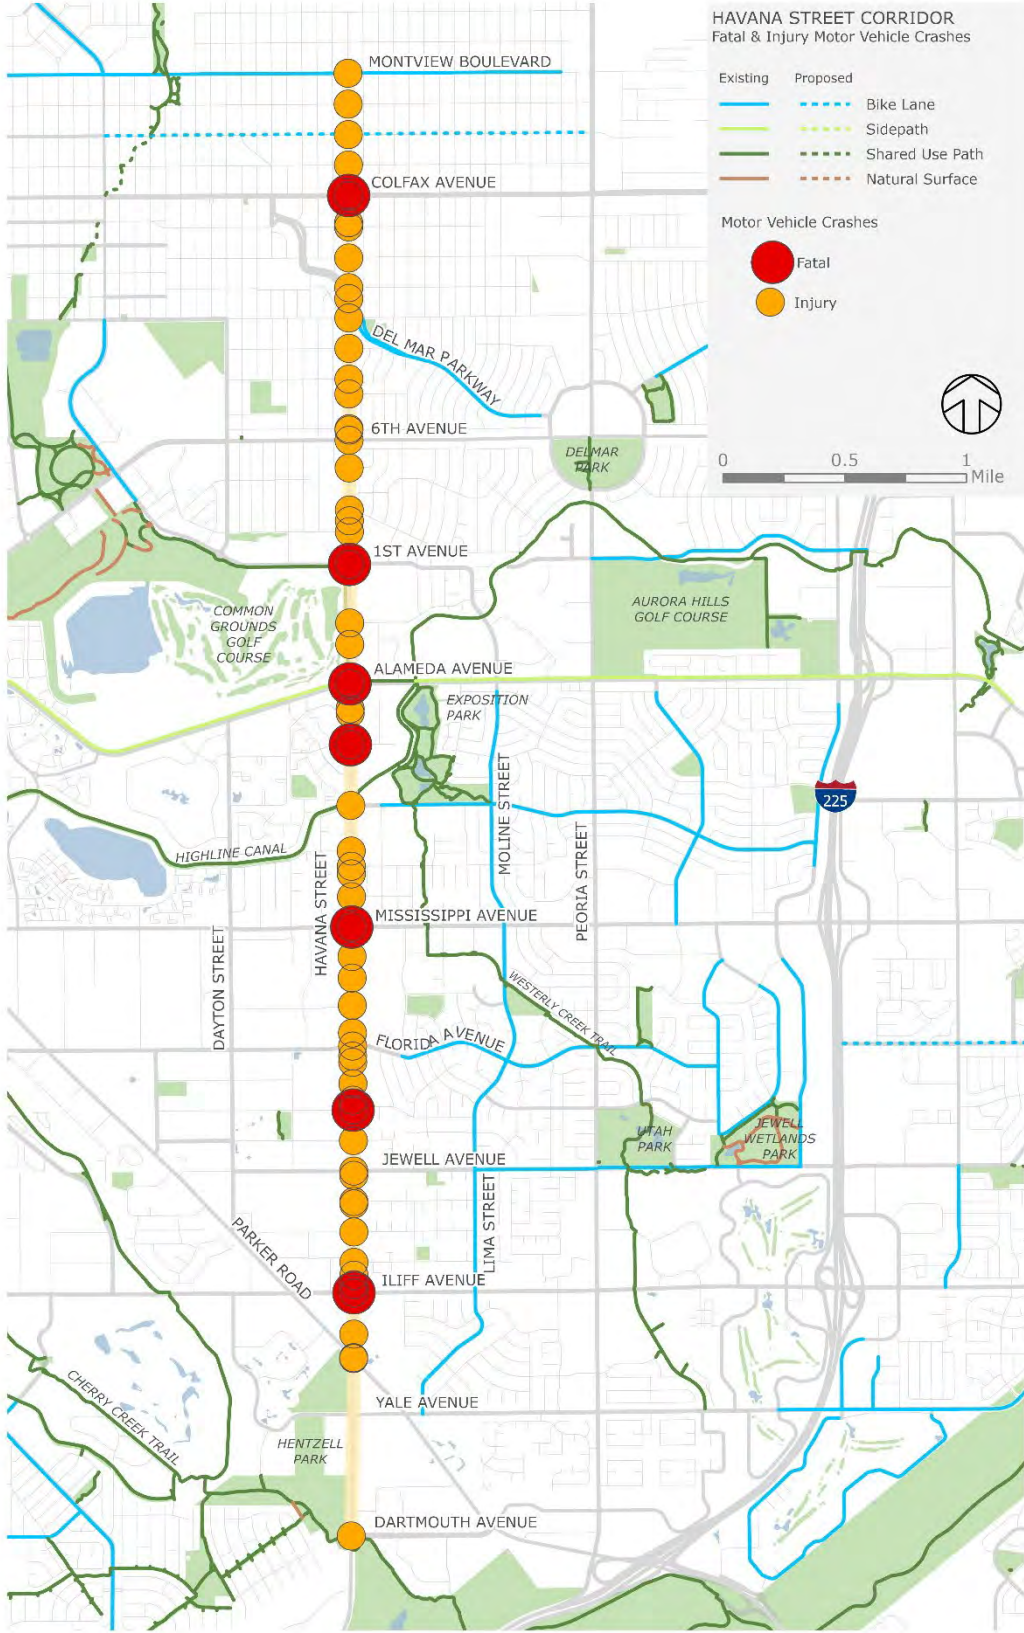 HAVANA STREET CORRIDOR
Fatal & Injury Motor Vehicle Crashes
Existing Proposed
Bike Lane
Sidepath
Shared Use Path
Natural Surface
Motor Vehicle Crashes
Fatal
Injury
0 0.5 1
Mile
MONTVIEW BOULEVARD
COLFAX AVENUE
DEL MAR PARKWAY
6TH AVENUE
DELMAR
PARK
1ST AVENUE
COMMON
GROUNDS
GOLF
COURSE
AURORA HILLS
GOLF COURSE
ALAMEDA AVENUE
EXPOSITION
PARK
MOLINE STREET
225
PEORIA STREET
HIGHLINE CANAL
HAVANA STREET
MISSISSIPPI AVENUE
DAYTON STREET
WESTERLY CREEK TRAIL
FLORIDA AVENUE
UTAH
PARK
JEWELL
WETLANDS
PARK
JEWELL AVENUE
LIMA STREET
PARKER ROAD
ILIFF AVENUE
CHERRY CREEK TRAIL
YALE AVENUE
HENTZELL
PARK
DARTMOUTH AVENUE